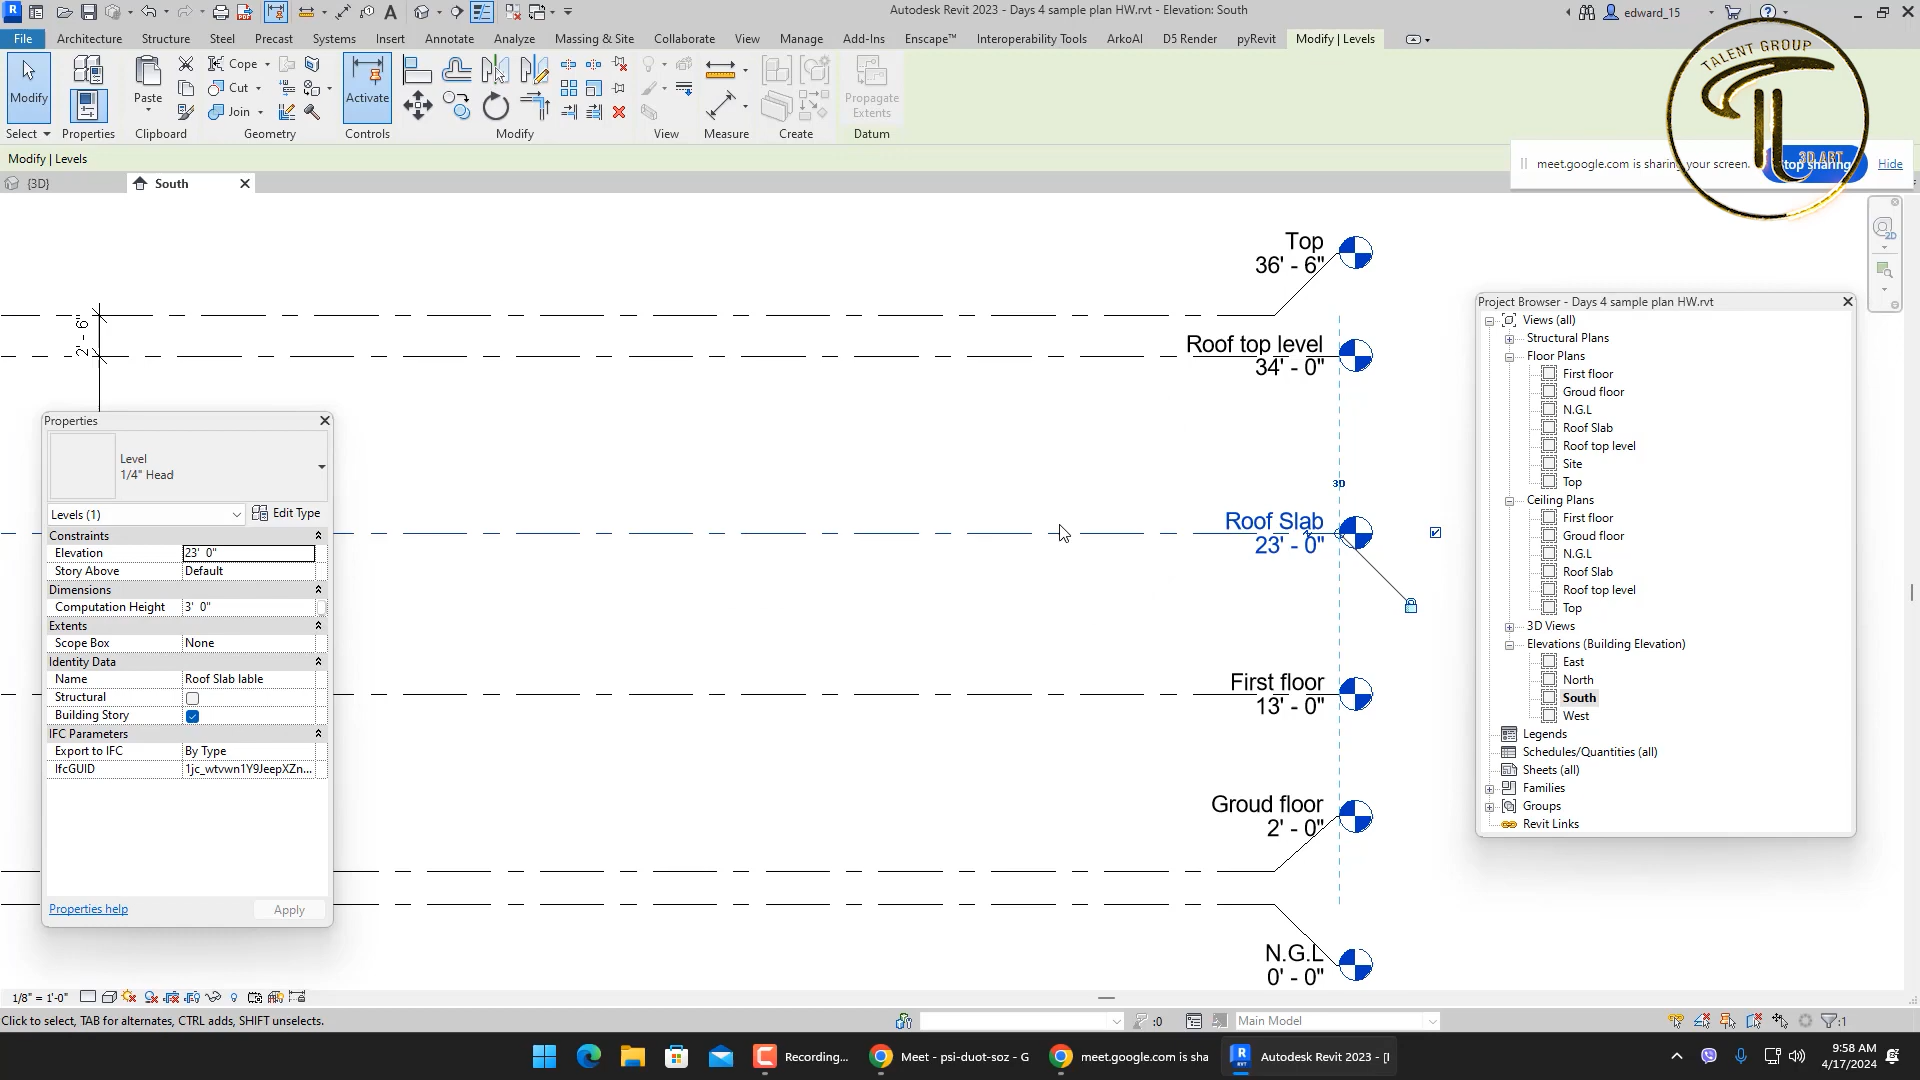 Autodesk Revit 2023 - Days 4 sample plan HW.rvt - Elevation: South
edward_15
File Architecture Structure Steel Precast Systems Insert Annotate Analyze Massing & Site Collaborate View Manage Add-Ins Enscape™ Interoperability Tools ArkoAI D5 Render pyRevit Modify | Levels
Modify
Paste
Cope
Cut
Join
Activate
Propagate
Extents
Select Properties Clipboard Geometry Controls Modify View Measure Create Datum
Modify | Levels
TALENT GROUP
3D ART
meet.google.com is sharing your screen.
top sharing
Hide
{3D}
South
2D
Top
36' - 6"
2' - 6"
Roof top level
34' - 0"
3D
Roof Slab
23' - 0"
First floor
13' - 0"
Groud floor
2' - 0"
N.G.L
0' - 0"
Properties
Level
1/4" Head
Levels (1)
Edit Type
Constraints
Elevation 23' 0"
Story Above Default
Dimensions
Computation Height 3' 0"
Extents
Scope Box None
Identity Data
Name Roof Slab lable
Structural
Building Story
IFC Parameters
Export to IFC By Type
IfcGUID 1jc_wtvwn1Y9JeepXZn...
Properties help
Apply
Project Browser - Days 4 sample plan HW.rvt
Views (all)
Structural Plans
Floor Plans
First floor
Groud floor
N.G.L
Roof Slab
Roof top level
Site
Top
Ceiling Plans
First floor
Groud floor
N.G.L
Roof Slab
Roof top level
Top
3D Views
Elevations (Building Elevation)
East
North
South
West
Legends
Schedules/Quantities (all)
Sheets (all)
Families
Groups
Revit Links
1/8" = 1'-0"
Click to select, TAB for alternates, CTRL adds, SHIFT unselects.
:0
Main Model
:1
Recording...
Meet - psi-duot-soz - G
meet.google.com is sha
Autodesk Revit 2023 - [
9:58 AM
4/17/2024